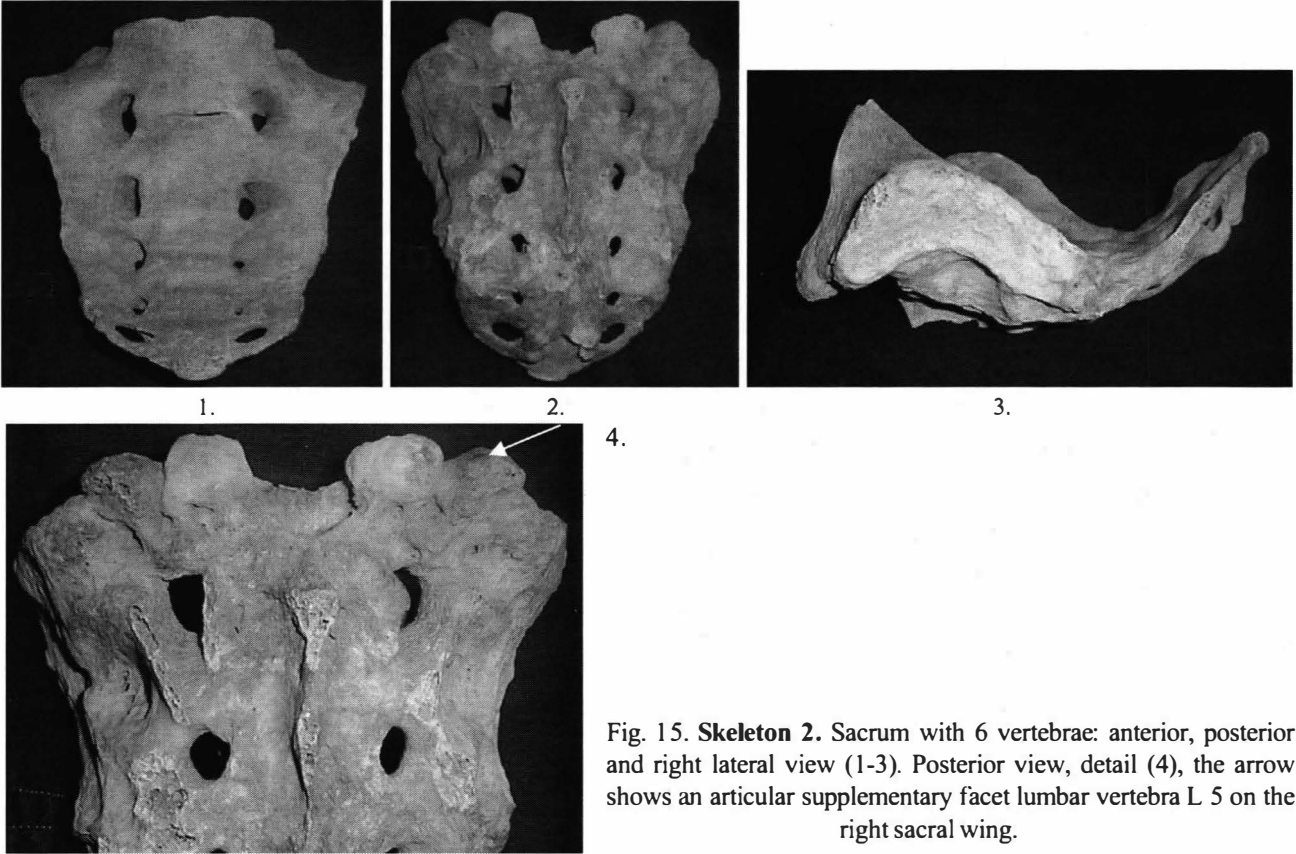 1.
2.
3.
4.
Fig. 15. Skeleton 2. Sacrum with 6 vertebrae: anterior, posterior
and right lateral view (1-3). Posterior view, detail (4), the arrow
shows an articular supplementary facet lumbar vertebra L 5 on the
right sacral wing.